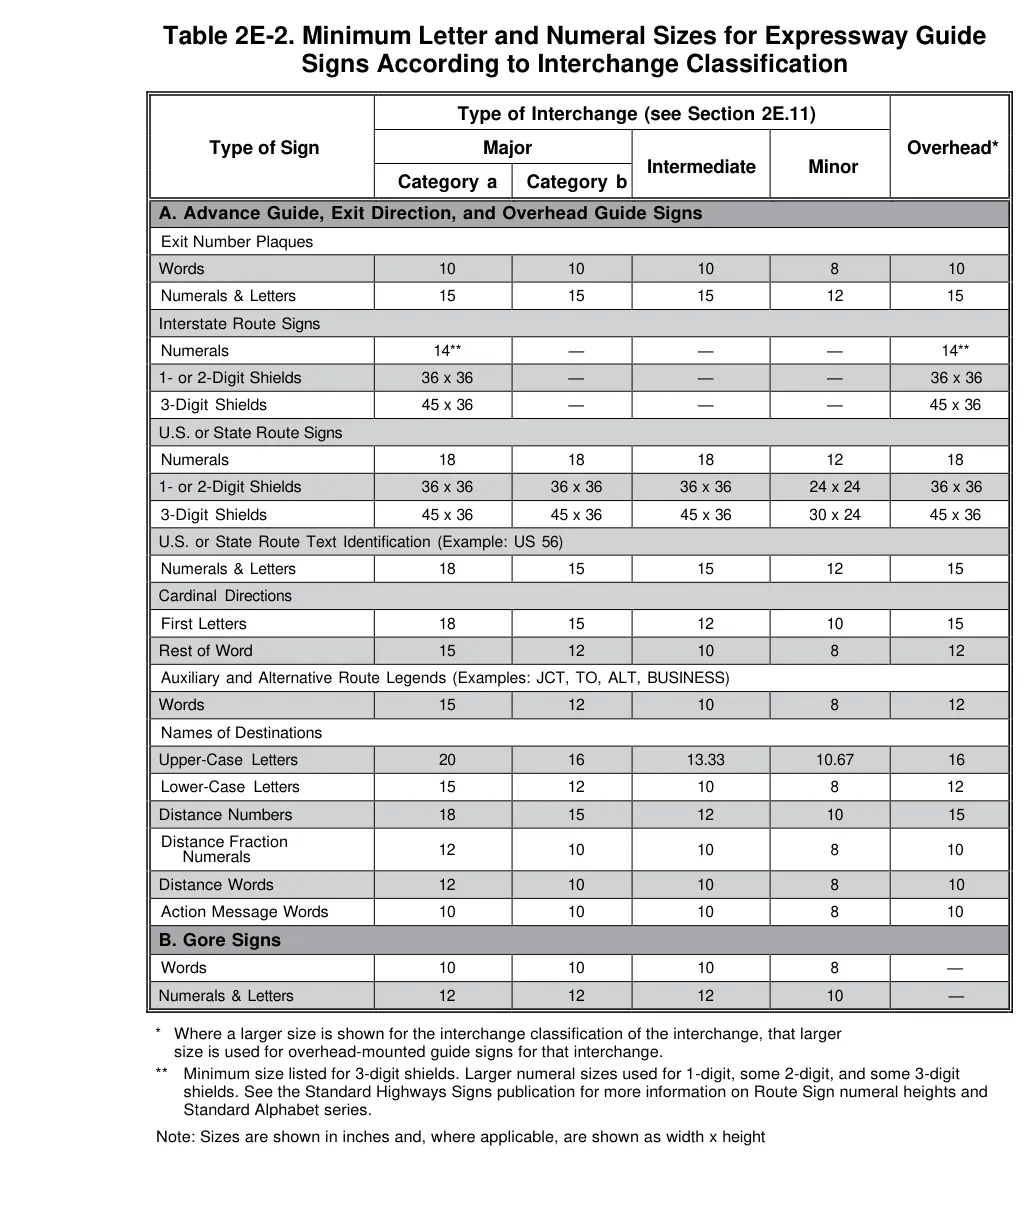 Table 2E-2. Minimum Letter and Numeral Sizes for Expressway Guide
Signs According to Interchange Classification
Type of Sign
Type of Interchange (see Section 2E.11)
Overhead*
Major
Intermediate
Minor
Category a
Category b
A. Advance Guide, Exit Direction, and Overhead Guide Signs
Exit Number Plaques
Words 10 10 10 8 10
Numerals & Letters 15 15 15 12 15
Interstate Route Signs
Numerals 14** — — — 14**
1- or 2-Digit Shields 36 x 36 — — — 36 x 36
3-Digit Shields 45 x 36 — — — 45 x 36
U.S. or State Route Signs
Numerals 18 18 18 12 18
1- or 2-Digit Shields 36 x 36 36 x 36 36 x 36 24 x 24 36 x 36
3-Digit Shields 45 x 36 45 x 36 45 x 36 30 x 24 45 x 36
U.S. or State Route Text Identification (Example: US 56)
Numerals & Letters 18 15 15 12 15
Cardinal Directions
First Letters 18 15 12 10 15
Rest of Word 15 12 10 8 12
Auxiliary and Alternative Route Legends (Examples: JCT, TO, ALT, BUSINESS)
Words 15 12 10 8 12
Names of Destinations
Upper-Case Letters 20 16 13.33 10.67 16
Lower-Case Letters 15 12 10 8 12
Distance Numbers 18 15 12 10 15
Distance Fraction
Numerals 12 10 10 8 10
Distance Words 12 10 10 8 10
Action Message Words 10 10 10 8 10
B. Gore Signs
Words 10 10 10 8 —
Numerals & Letters 12 12 12 10 —
* Where a larger size is shown for the interchange classification of the interchange, that larger
size is used for overhead-mounted guide signs for that interchange.
** Minimum size listed for 3-digit shields. Larger numeral sizes used for 1-digit, some 2-digit, and some 3-digit
shields. See the Standard Highways Signs publication for more information on Route Sign numeral heights and
Standard Alphabet series.
Note: Sizes are shown in inches and, where applicable, are shown as width x height